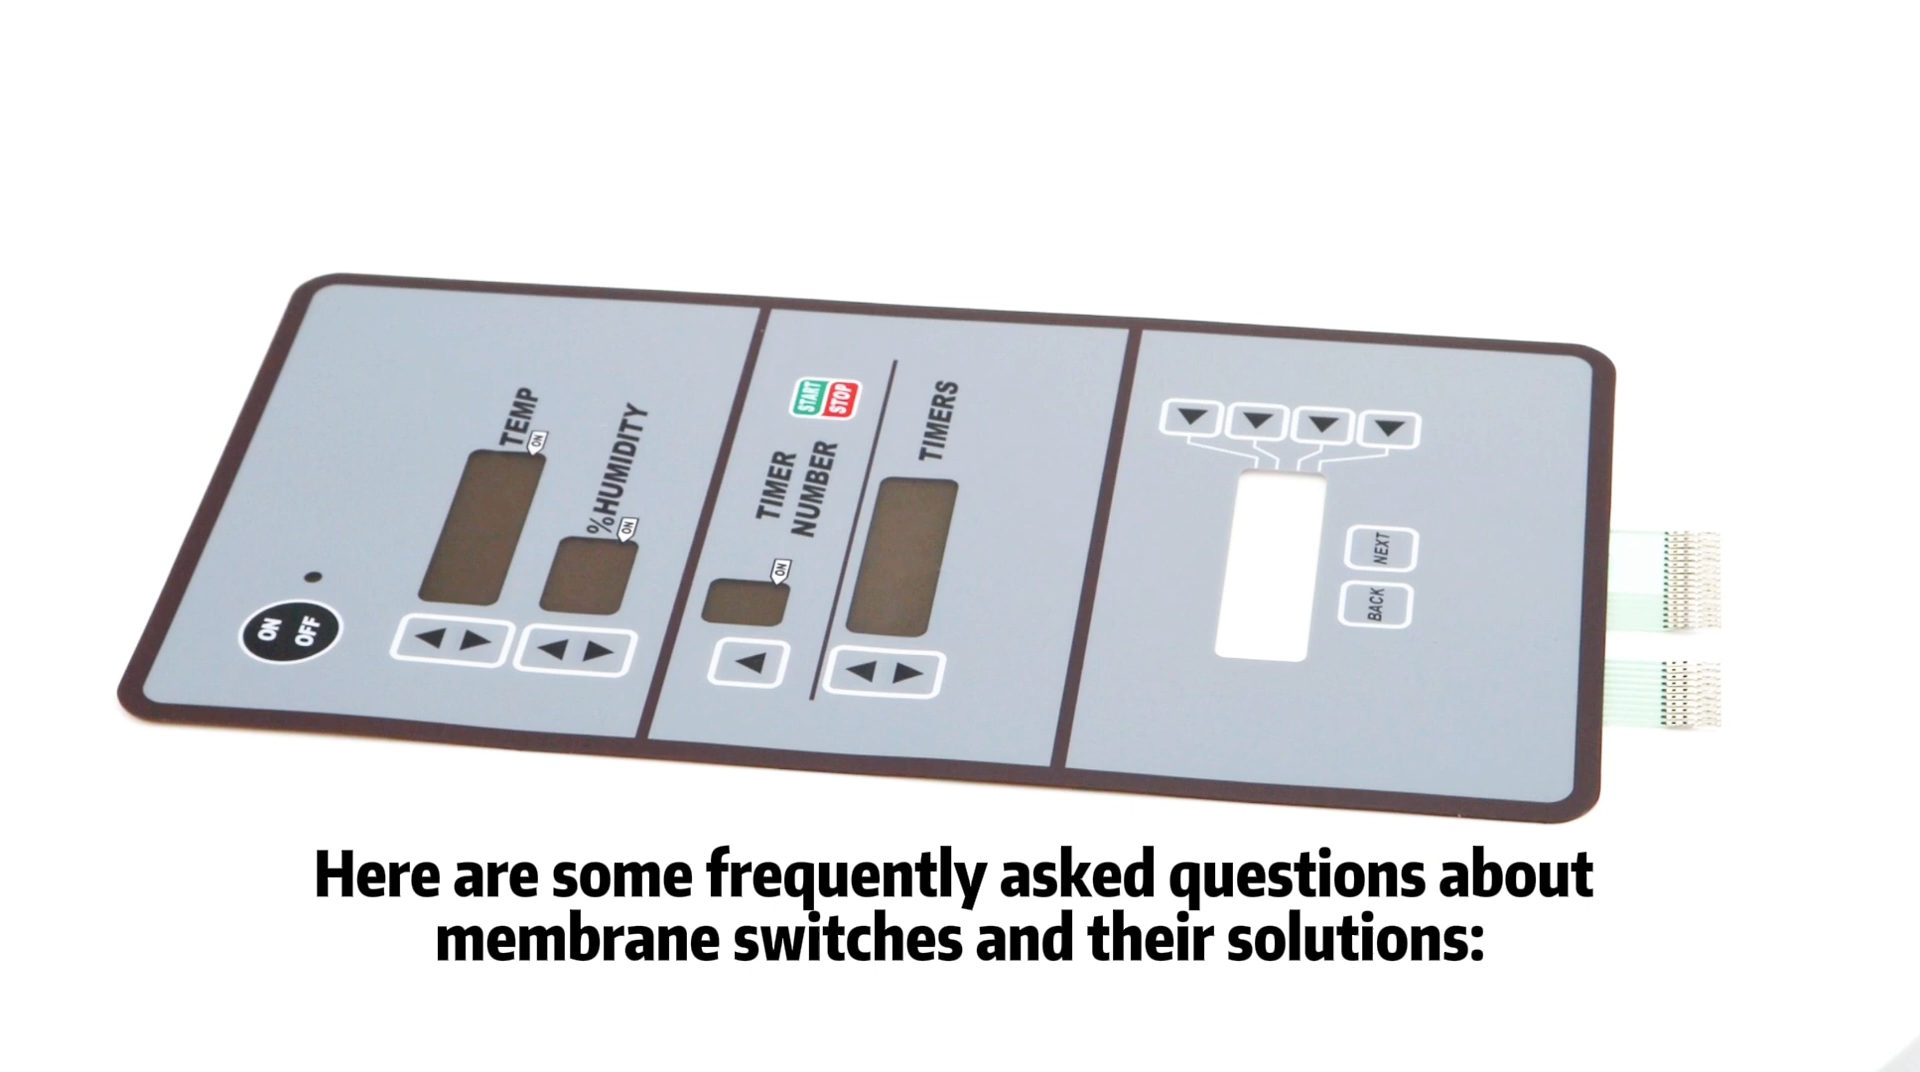 TEMP
ON
%HUMIDITY
ON
ON
OFF
START
STOP
TIMER
NUMBER
ON
TIMERS
NEXT
BACK
Here are some frequently asked questions about
membrane switches and their solutions: